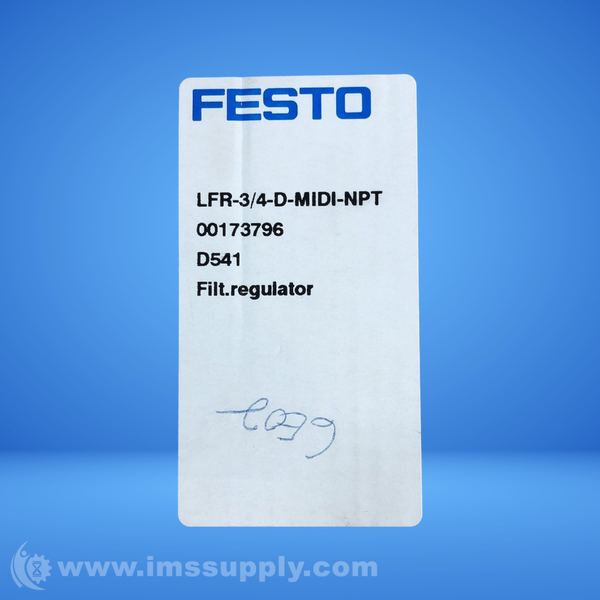 FESTO
LFR-3/4-D-MIDI-NPT
00173796
D541
Filt.regulator
www.imssupply.com